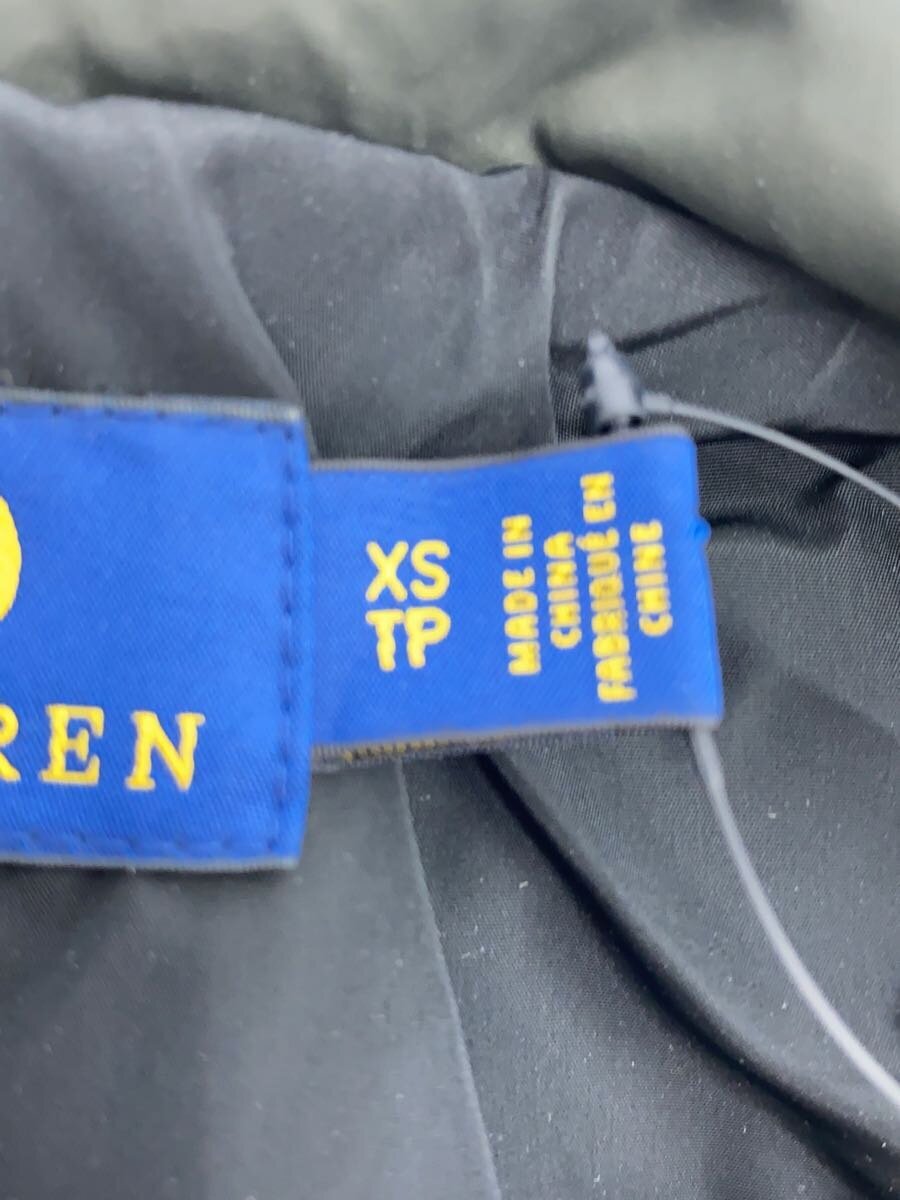 REN
XS
TP
MADE IN
CHINA
FABRIQUÉ EN
CHINE